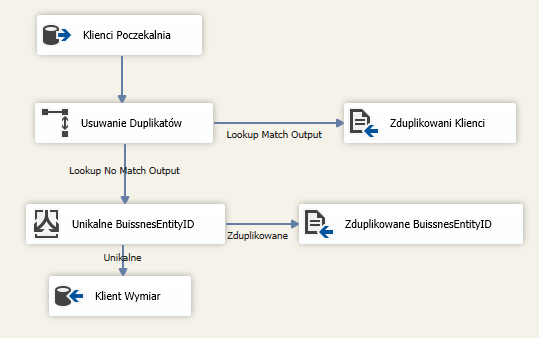 Klienci Poczekalnia
Usuwanie Duplikatów
Lookup Match Output
Zduplikowani Klienci
Lookup No Match Output
Unikalne BuissnesEntityID
Zduplikowane
Zduplikowane BuissnesEntityID
Unikalne
Klient Wymiar